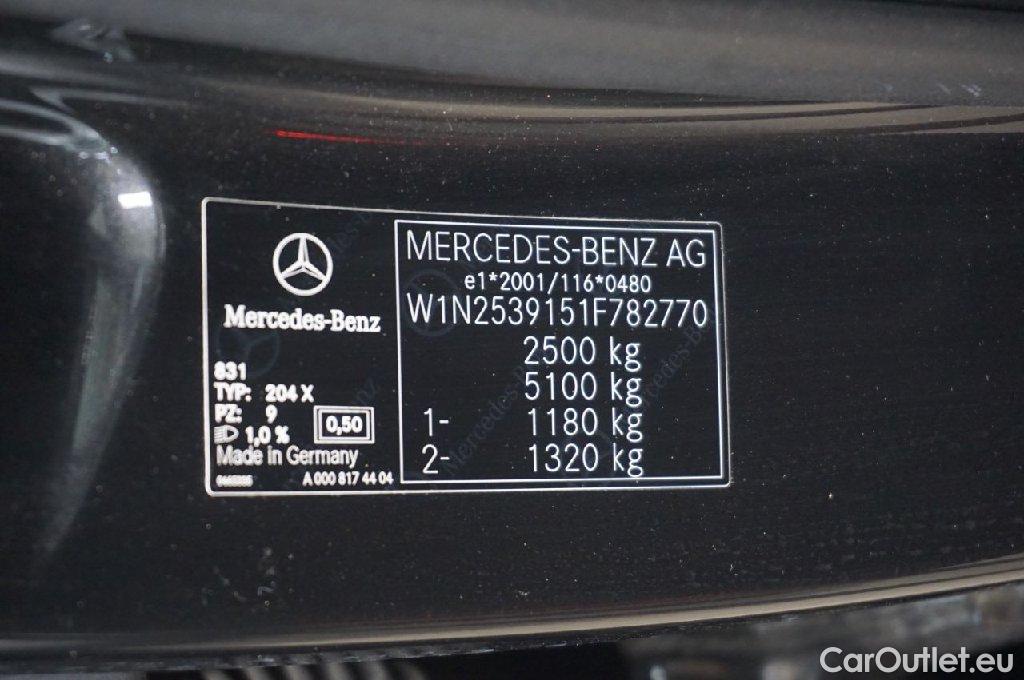 Mercedes-Benz
831
TYP: 204 X
PZ: 9
1,0 % 0,50
Made in Germany
A 000 817 44 04
MERCEDES-BENZ AG
e1*2001/116*0480
W1N2539151F782770
2500 kg
5100 kg
1- 1180 kg
2- 1320 kg
CarOutlet.eu